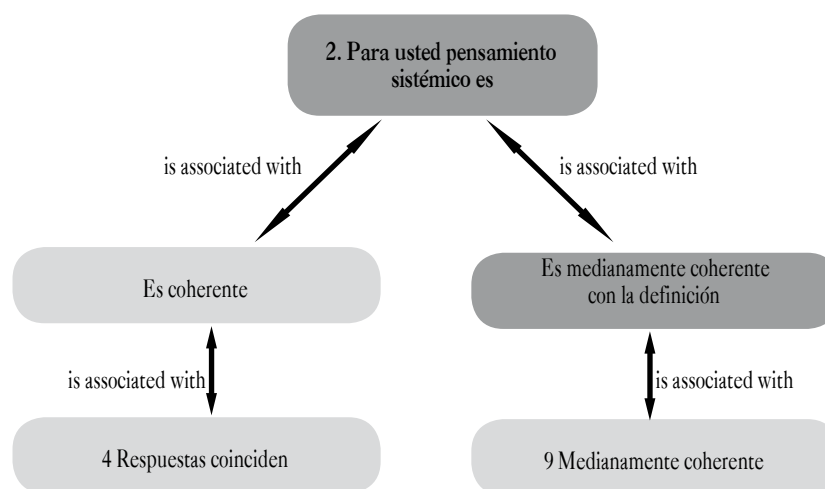 2. Para usted pensamiento
sistémico es
is associated with
is associated with
Es coherente
Es medianamente coherente
con la definición
is associated with
is associated with
4 Respuestas coinciden
9 Medianamente coherente